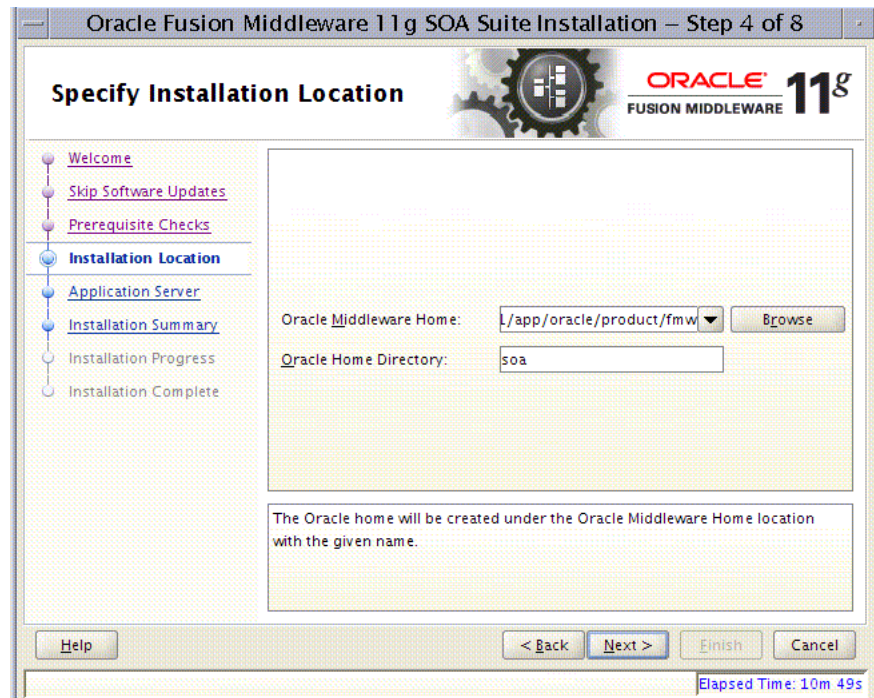 Oracle Fusion Middleware 11g SOA Suite Installation – Step 4 of 8
Specify Installation Location
ORACLE
FUSION MIDDLEWARE
11g
Welcome
Skip Software Updates
Prerequisite Checks
Installation Location
Application Server
Installation Summary
Installation Progress
Installation Complete
Oracle Middleware Home:
/app/oracle/product/fmw
Browse
Oracle Home Directory:
soa
The Oracle home will be created under the Oracle Middleware Home location
with the given name.
Help
< Back
Next >
Finish
Cancel
Elapsed Time: 10m 49s